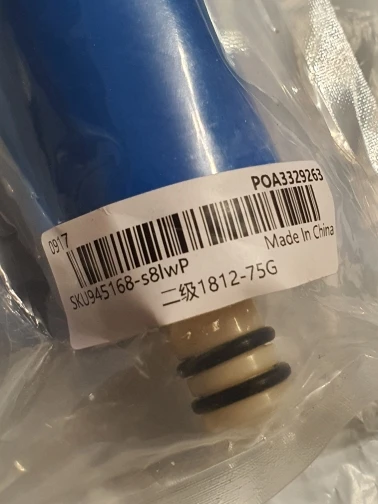 POA3329263
0917
SKU945168-s8lwP
Made In China
二级1812-75G